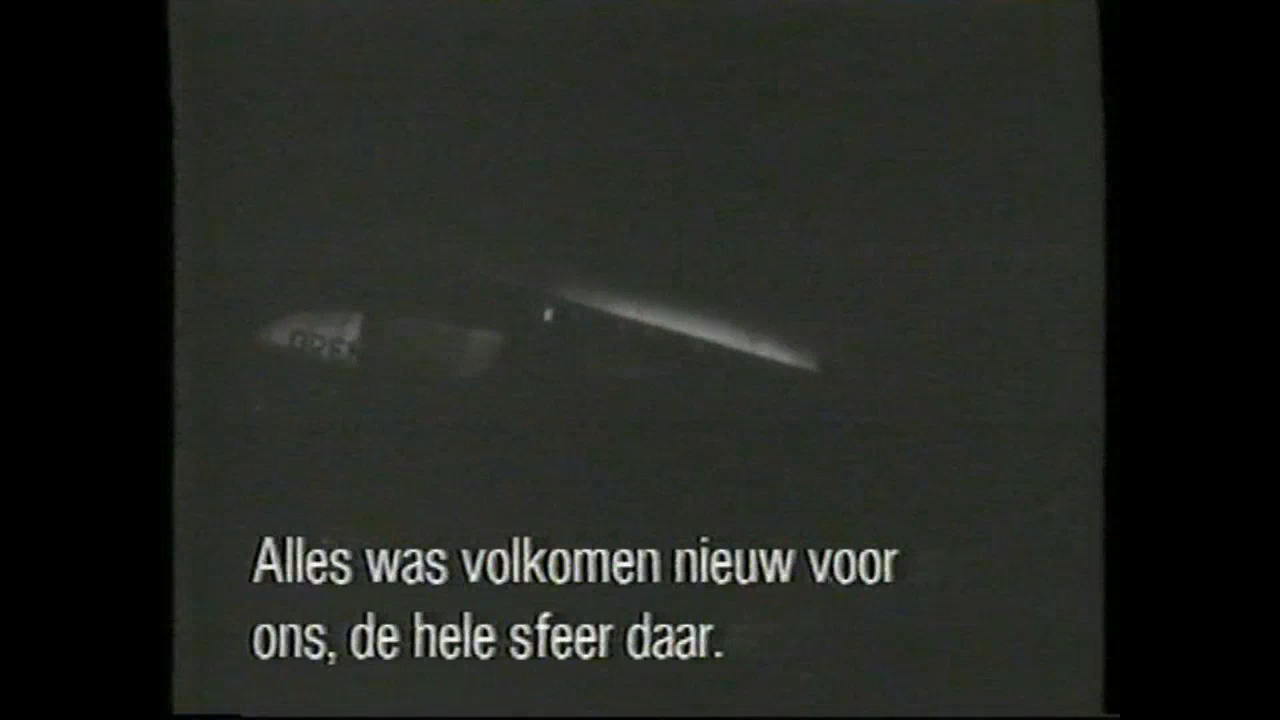 Alles was volkomen nieuw voor
ons, de hele sfeer daar.